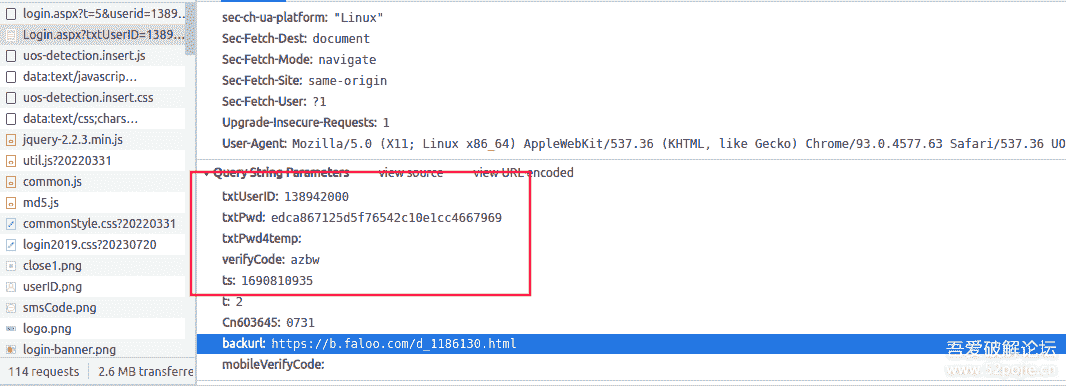 login.aspx?t=5&userid=1389...
Login.aspx?txtUserID=1389...
uos-detection.insert.js
data:text/javascrip...
uos-detection.insert.css
data:text/css;chars...
jquery-2.2.3.min.js
util.js?20220331
common.js
md5.js
commonStyle.css?20220331
login2019.css?20230720
close1.png
userID.png
smsCode.png
logo.png
login-banner.png
114 requests
2.6 MB transferre
sec-ch-ua-platform: "Linux"
Sec-Fetch-Dest: document
Sec-Fetch-Mode: navigate
Sec-Fetch-Site: same-origin
Sec-Fetch-User: ?1
Upgrade-Insecure-Requests: 1
User-Agent: Mozilla/5.0 (X11; Linux x86_64) AppleWebKit/537.36 (KHTML, like Gecko) Chrome/93.0.4577.63 Safari/537.36 UO
Query String Parameters view source view URL encoded
txtUserID: 138942000
txtPwd: edca867125d5f76542c10e1cc4667969
txtPwd4temp:
verifyCode: azbw
ts: 1690810935
t: 2
Cn603645: 0731
backurl: https://b.faloo.com/d_1186130.html
mobileVerifyCode:
吾爱破解论坛
www.52pojie.cn